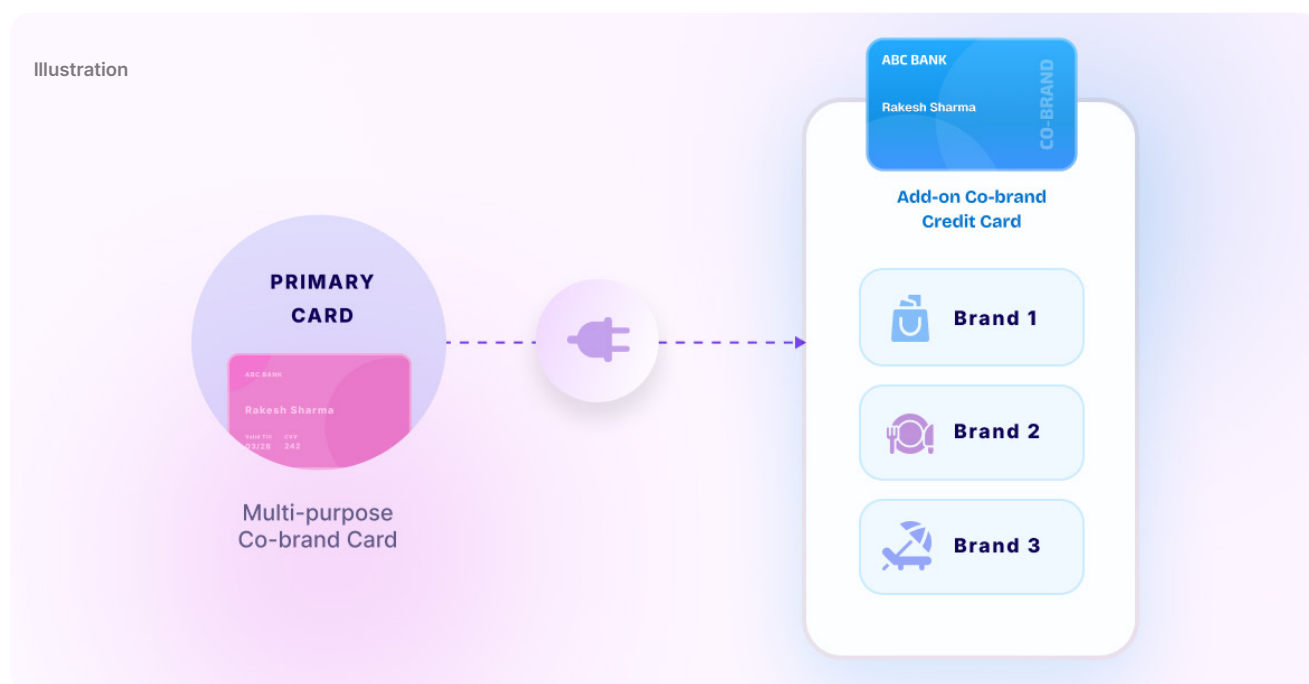 Illustration
PRIMARY
CARD
ABC BANK
Rakesh Sharma
Valid Till CVV
03/26 242
Multi-purpose
Co-brand Card
ABC BANK
Rakesh Sharma
CO-BRAND
Add-on Co-brand
Credit Card
Brand 1
Brand 2
Brand 3